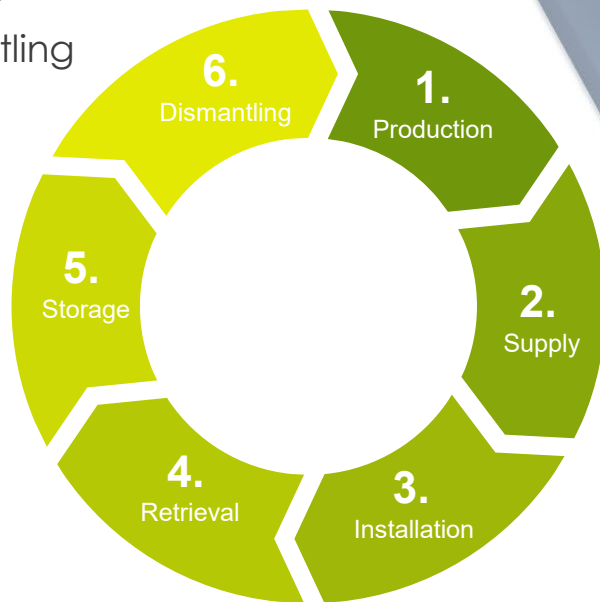 tling
1.
Production
2.
Supply
3.
Installation
4.
Retrieval
5.
Storage
6.
Dismantling